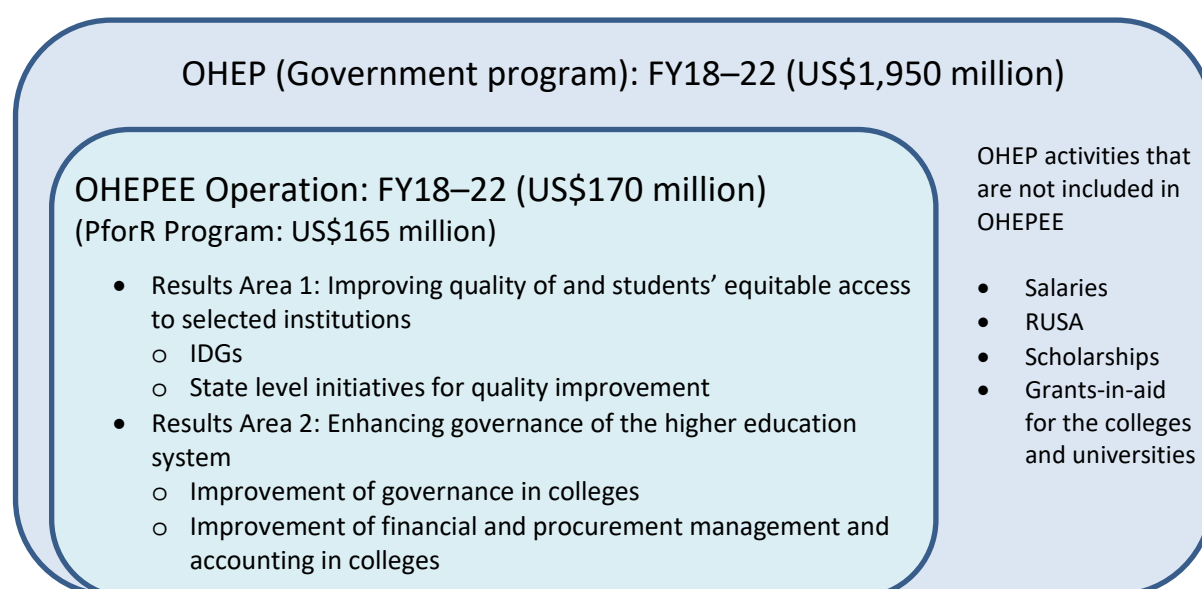 OHEP (Government program): FY18–22 (US$1,950 million)
OHEPEE Operation: FY18–22 (US$170 million)
(PforR Program: US$165 million)
• Results Area 1: Improving quality of and students’ equitable access
to selected institutions
o IDGs
o State level initiatives for quality improvement
• Results Area 2: Enhancing governance of the higher education
system
o Improvement of governance in colleges
o Improvement of financial and procurement management and
accounting in colleges
OHEP activities that
are not included in
OHEPEE
• Salaries
• RUSA
• Scholarships
• Grants-in-aid
for the colleges
and universities